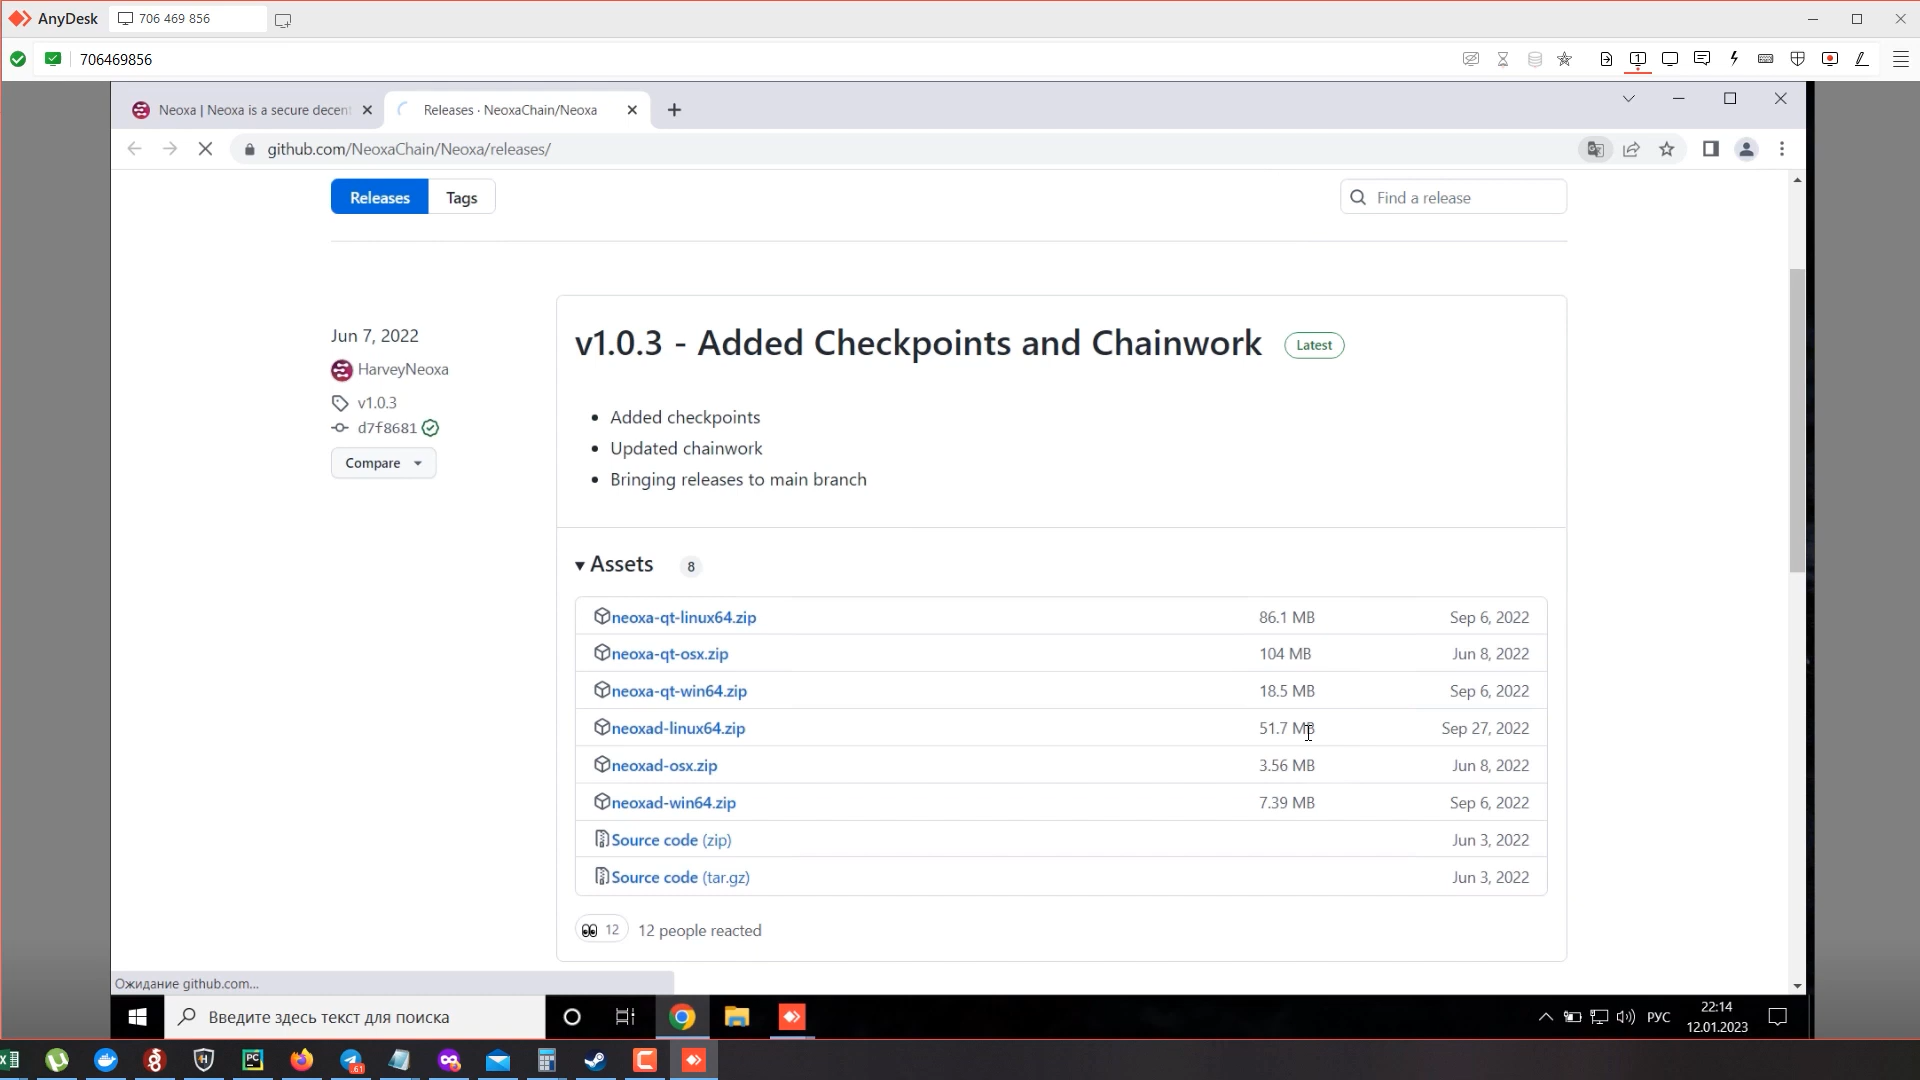 AnyDesk
706 469 856
706469856
1
Neoxa | Neoxa is a secure decent
Releases · NeoxaChain/Neoxa
github.com/NeoxaChain/Neoxa/releases/
Releases
Tags
Find a release
Jun 7, 2022
HarveyNeoxa
v1.0.3
d7f8681
Compare
v1.0.3 - Added Checkpoints and Chainwork
Latest
• Added checkpoints
• Updated chainwork
• Bringing releases to main branch
Assets 8
neoxa-qt-linux64.zip 86.1 MB Sep 6, 2022
neoxa-qt-osx.zip 104 MB Jun 8, 2022
neoxa-qt-win64.zip 18.5 MB Sep 6, 2022
neoxad-linux64.zip 51.7 MB Sep 27, 2022
neoxad-osx.zip 3.56 MB Jun 8, 2022
neoxad-win64.zip 7.39 MB Sep 6, 2022
Source code (zip) Jun 3, 2022
Source code (tar.gz) Jun 3, 2022
12 12 people reacted
Ожидание github.com...
Введите здесь текст для поиска
РУС
22:14
12.01.2023
PC
61